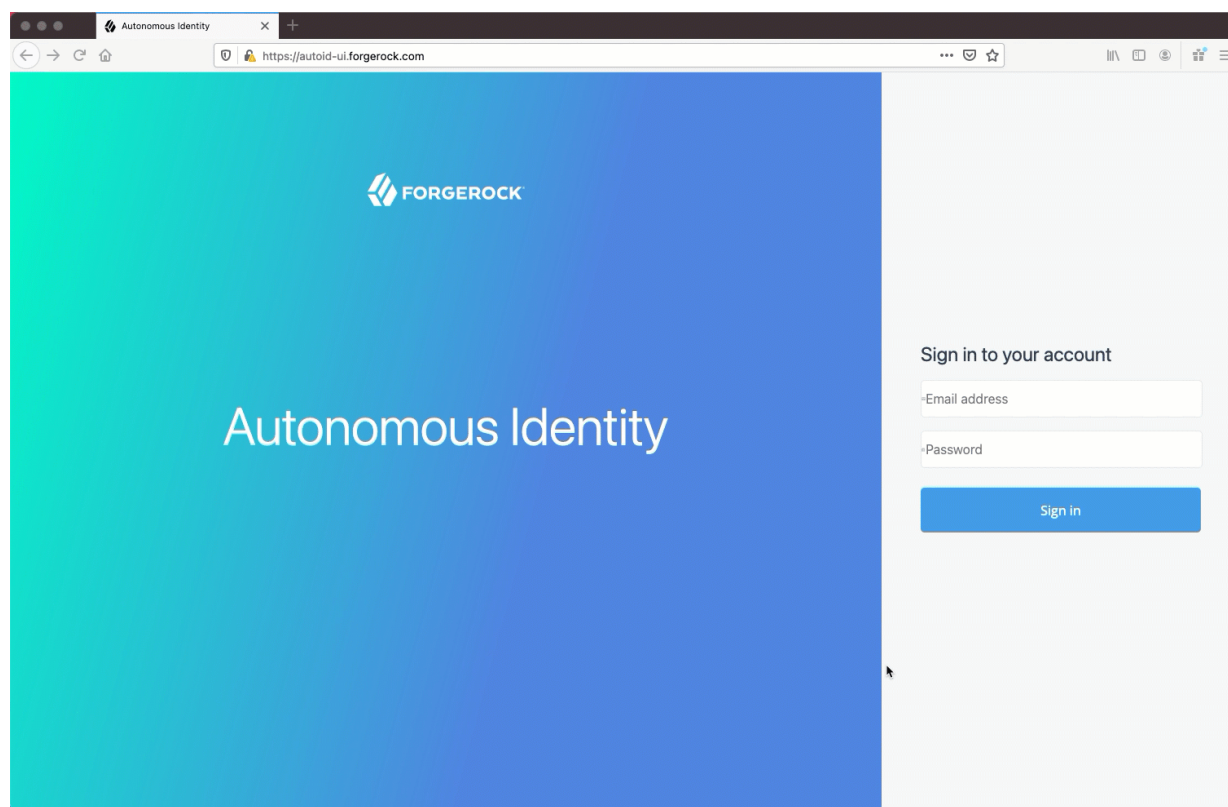 Autonomous Identity
https://autoid-ui.forgerock.com
FORGEROCK
Autonomous Identity
Sign in to your account
Email address
Password
Sign in